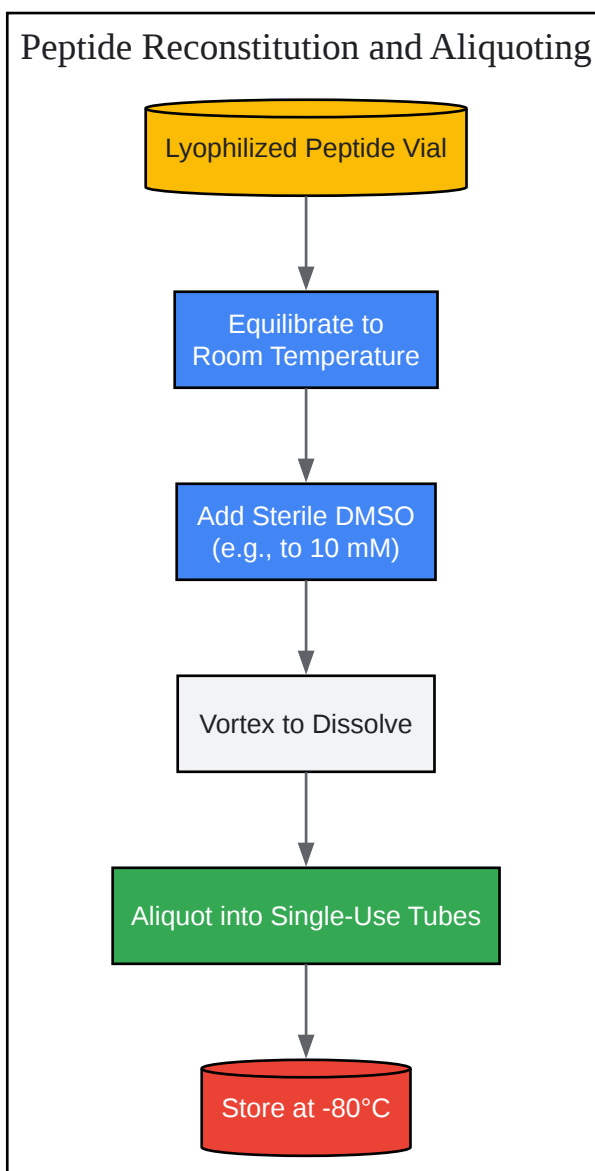 Peptide Reconstitution and Aliquoting
Lyophilized Peptide Vial
Equilibrate to
Room Temperature
Add Sterile DMSO
(e.g., to 10 mM)
Vortex to Dissolve
Aliquot into Single-Use Tubes
Store at -80°C